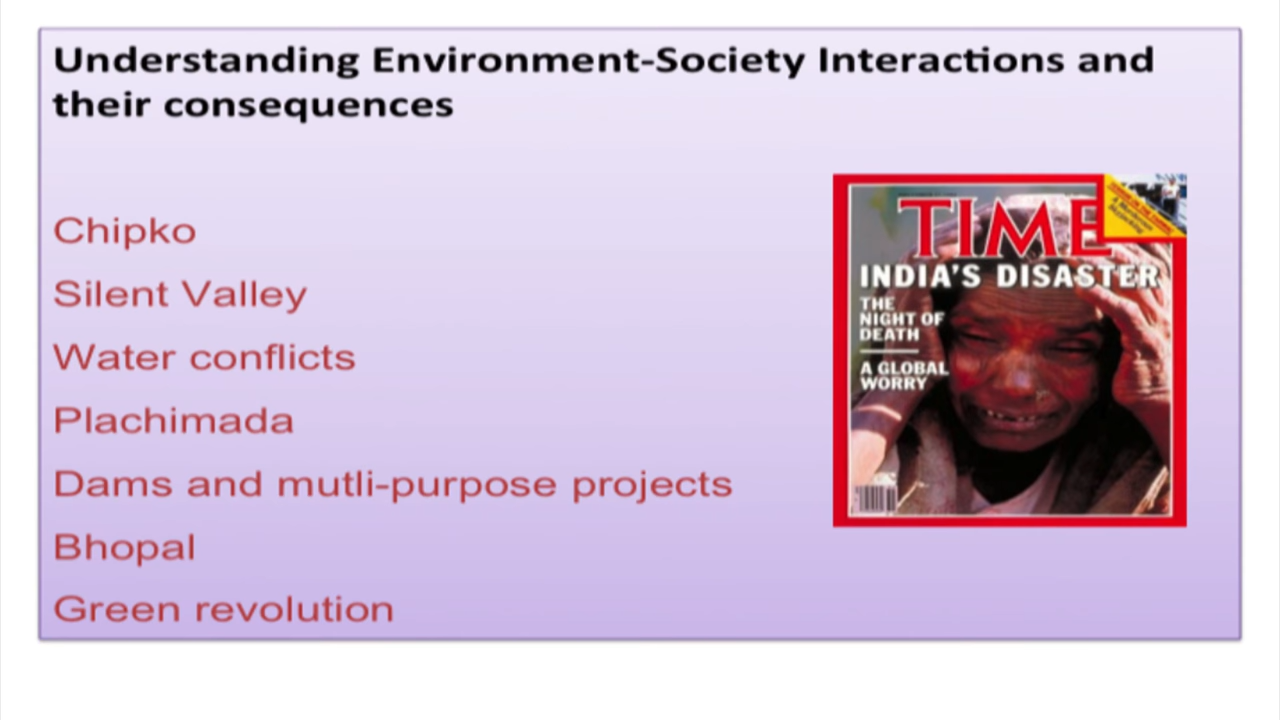 Understanding Environment-Society Interactions and
their consequences
Chipko
Silent Valley
Water conflicts
Plachimada
Dams and mutli-purpose projects
Bhopal
Green revolution
TIME
INDIA'S DISASTER
THE
NIGHT OF
DEATH
A GLOBAL
WORRY